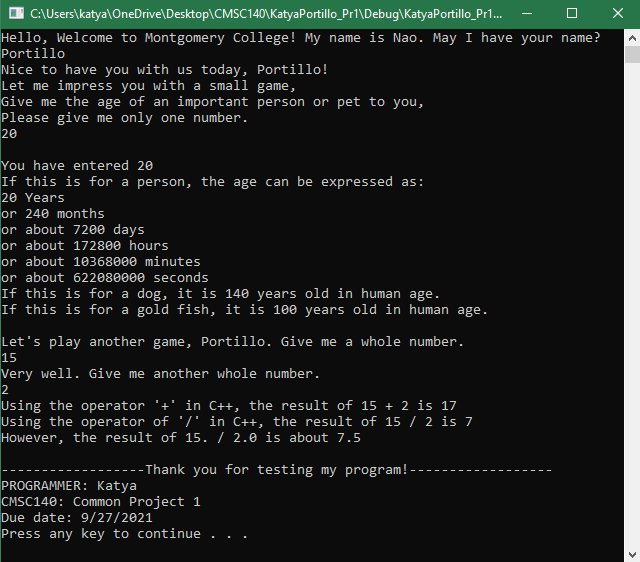 C:\Users\katya\OneDrive\Desktop\CMSC140\KatyaPortillo_Pr1\Debug\KatyaPortillo_Pr1...
Hello, Welcome to Montgomery College! My name is Nao. May I have your name?
Portillo
Nice to have you with us today, Portillo!
Let me impress you with a small game,
Give me the age of an important person or pet to you,
Please give me only one number.
20
You have entered 20
If this is for a person, the age can be expressed as:
20 Years
or 240 months
or about 7200 days
or about 172800 hours
or about 10368000 minutes
or about 622080000 seconds
If this is for a dog, it is 140 years old in human age.
If this is for a gold fish, it is 100 years old in human age.
Let's play another game, Portillo. Give me a whole number.
15
Very well. Give me another whole number.
2
Using the operator '+' in C++, the result of 15 + 2 is 17
Using the operator of '/' in C++, the result of 15 / 2 is 7
However, the result of 15. / 2.0 is about 7.5
------------------Thank you for testing my program!------------------
PROGRAMMER: Katya
CMSC140: Common Project 1
Due date: 9/27/2021
Press any key to continue . . .